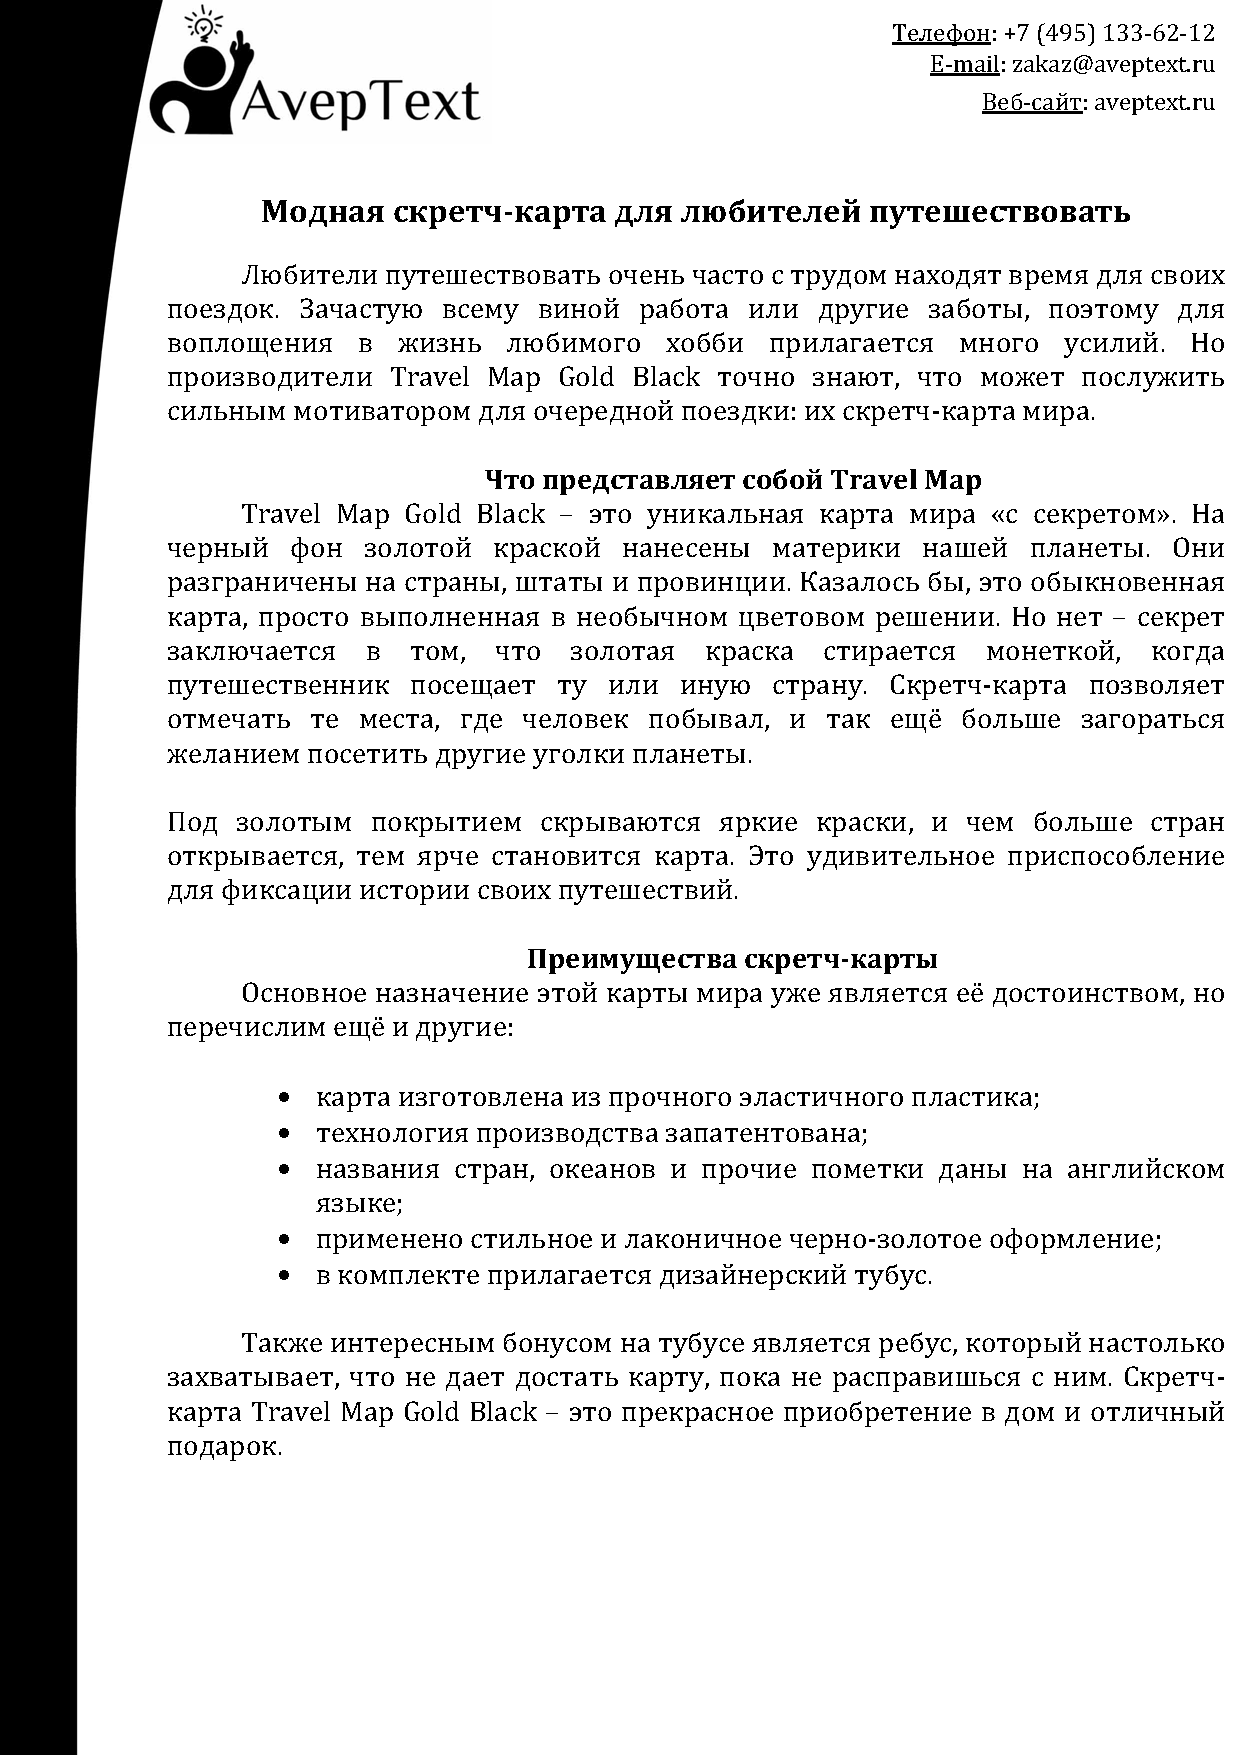 AvepText
Телефон: +7 (495) 133-62-12
E-mail: zakaz@aveptext.ru
Веб-сайт: aveptext.ru
Модная скретч-карта для любителей путешествовать
Любители путешествовать очень часто с трудом находят время для своих
поездок. Зачастую всему виной работа или другие заботы, поэтому для
воплощения в жизнь любимого хобби прилагается много усилий. Но
производители Travel Map Gold Black точно знают, что может послужить
сильным мотиватором для очередной поездки: их скретч-карта мира.
Что представляет собой Travel Map
Travel Map Gold Black – это уникальная карта мира «с секретом». На
черный фон золотой краской нанесены материки нашей планеты. Они
разграничены на страны, штаты и провинции. Казалось бы, это обыкновенная
карта, просто выполненная в необычном цветовом решении. Но нет – секрет
заключается в том, что золотая краска стирается монеткой, когда
путешественник посещает ту или иную страну. Скретч-карта позволяет
отмечать те места, где человек побывал, и так ещё больше загораться
желанием посетить другие уголки планеты.
Под золотым покрытием скрываются яркие краски, и чем больше стран
открывается, тем ярче становится карта. Это удивительное приспособление
для фиксации истории своих путешествий.
Преимущества скретч-карты
Основное назначение этой карты мира уже является её достоинством, но
перечислим ещё и другие:
• карта изготовлена из прочного эластичного пластика;
• технология производства запатентована;
• названия стран, океанов и прочие пометки даны на английском
языке;
• применено стильное и лаконичное черно-золотое оформление;
• в комплекте прилагается дизайнерский тубус.
Также интересным бонусом на тубусе является ребус, который настолько
захватывает, что не дает достать карту, пока не расправишься с ним. Скретч-
карта Travel Map Gold Black – это прекрасное приобретение в дом и отличный
подарок.